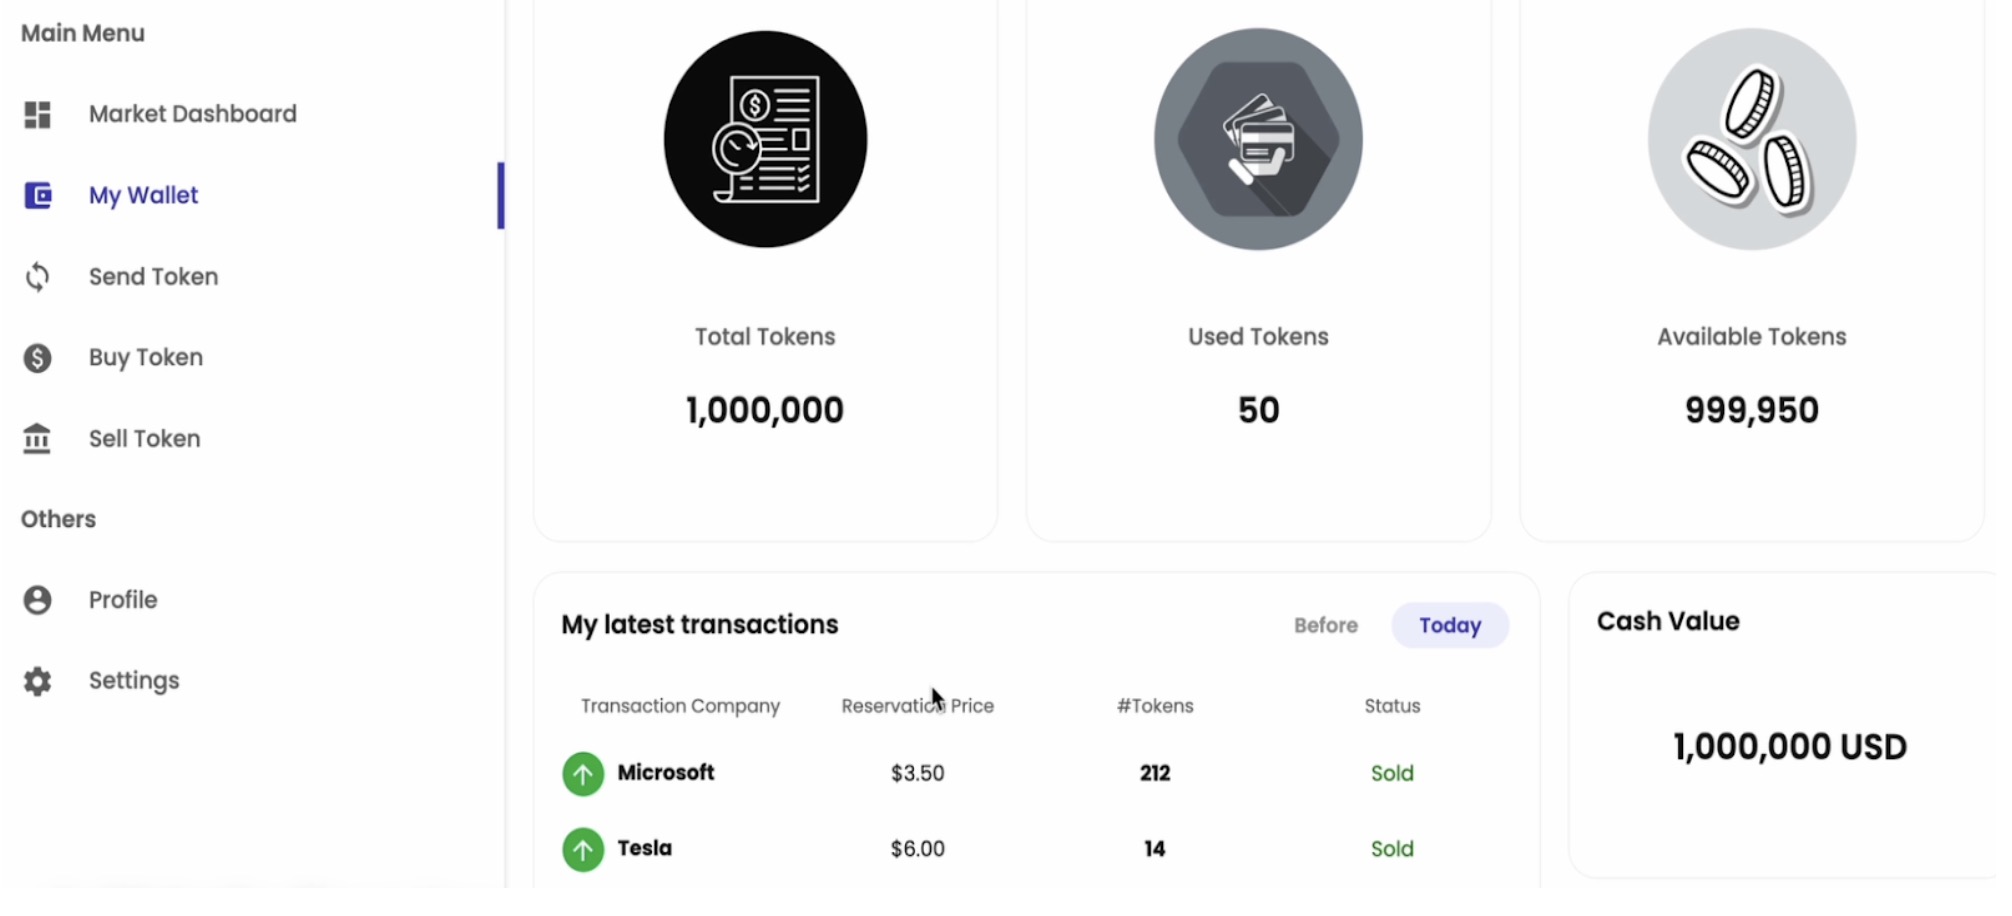 Main Menu
Market Dashboard
My Wallet
Send Token
Buy Token
Sell Token
Others
Profile
Settings
Total Tokens
1,000,000
Used Tokens
50
Available Tokens
999,950
My latest transactions
Before
Today
Transaction Company Reservation Price #Tokens Status
Microsoft $3.50 212 Sold
Tesla $6.00 14 Sold
Cash Value
1,000,000 USD